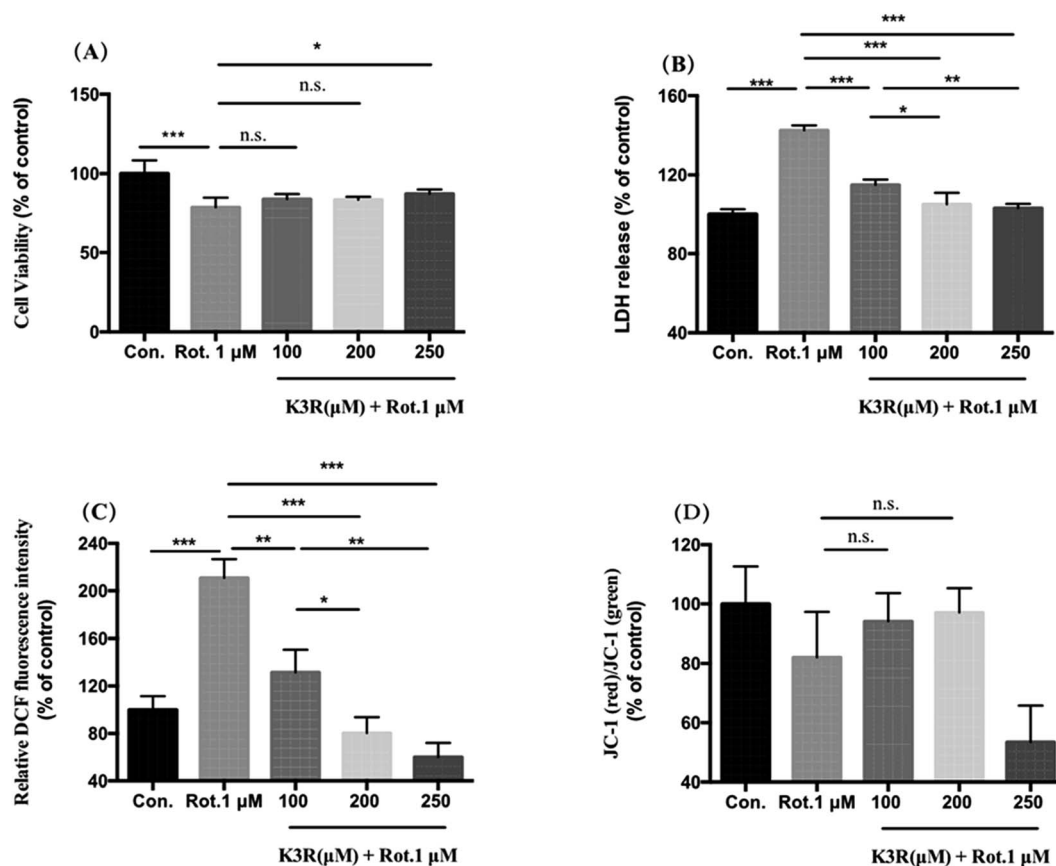 (A)
*
n.s.
***
n.s.
Cell Viability (% of control)
150
100
50
0
Con.
Rot. 1 μM
100
200
250
K3R(μM) + Rot.1 μM
(B)
***
***
***
***
**
*
LDH release (% of control)
160
120
80
40
Con.
Rot.1 μM
100
200
250
K3R(μM) + Rot.1 μM
(C)
***
***
***
**
**
*
Relative DCF fluorescence intensity
(% of control)
240
200
160
120
80
40
Con.
Rot.1 μM
100
200
250
K3R(μM) + Rot.1 μM
(D)
n.s.
n.s.
JC-1 (red)/JC-1 (green)
(% of control)
120
100
80
60
40
Con.
Rot.1 μM
100
200
250
K3R(μM) + Rot.1 μM